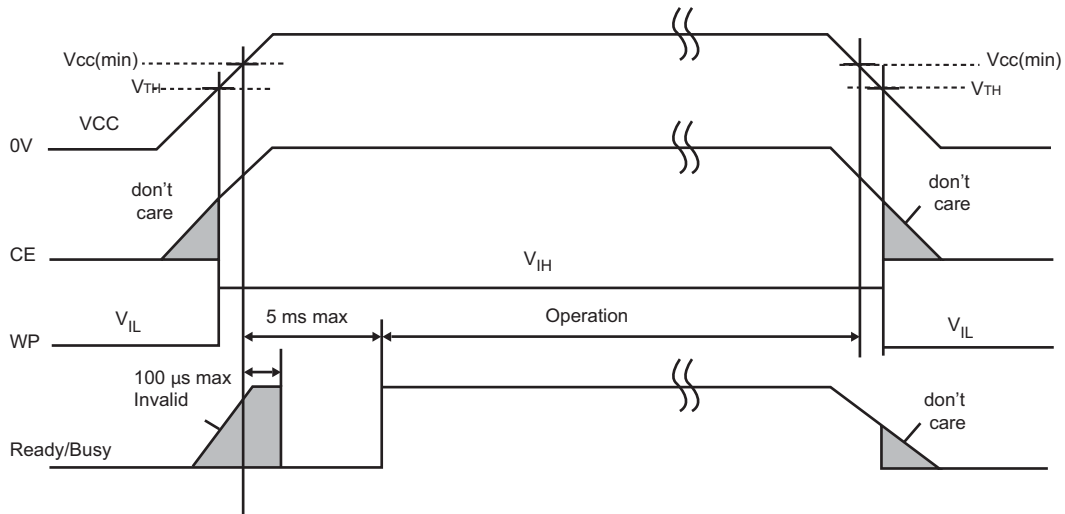 Vcc(min)
Vcc(min)
VTH
VTH
VCC
0V
don't
care
don't
care
CE
VIH
5 ms max
Operation
VIL
VIL
WP
100 µs max
Invalid
don't
care
Ready/Busy